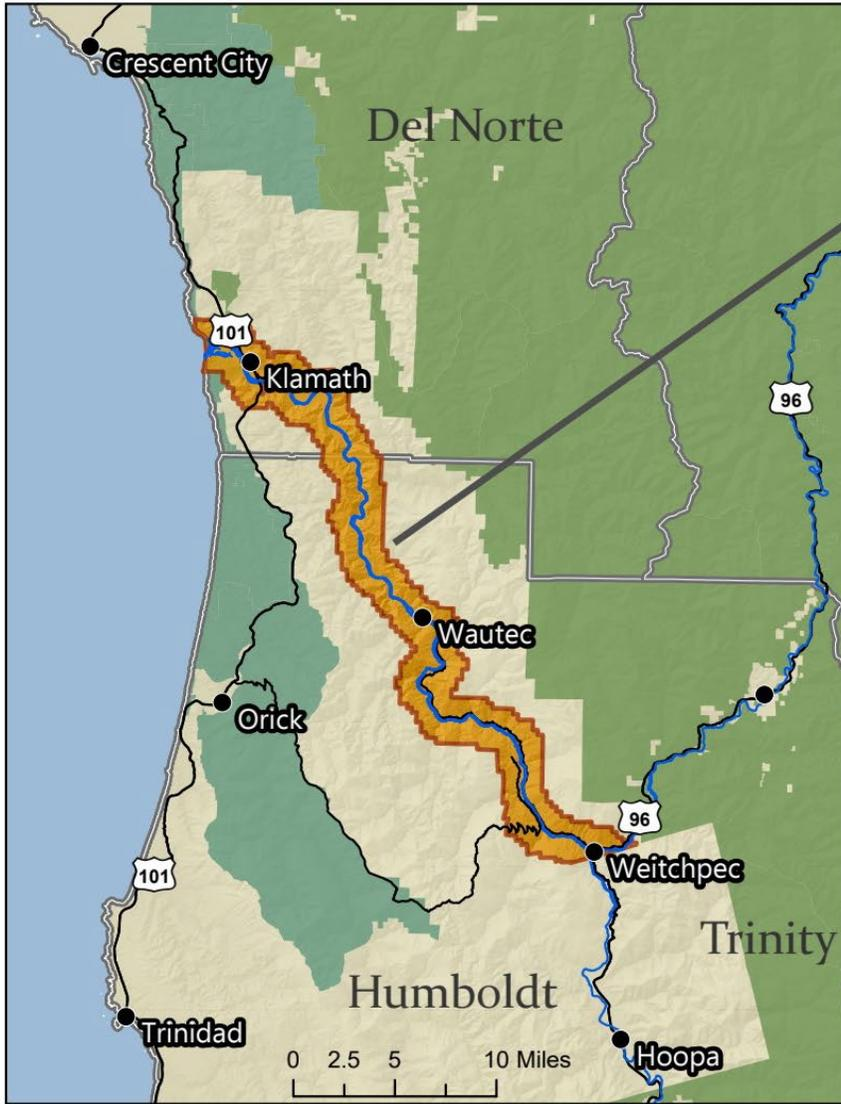 Crescent City
Del Norte
101
Klamath
96
Wautec
Orick
96
Weitchpec
101
Trinity
Humboldt
Trinidad
0 2.5 5 10 Miles
Hoopa